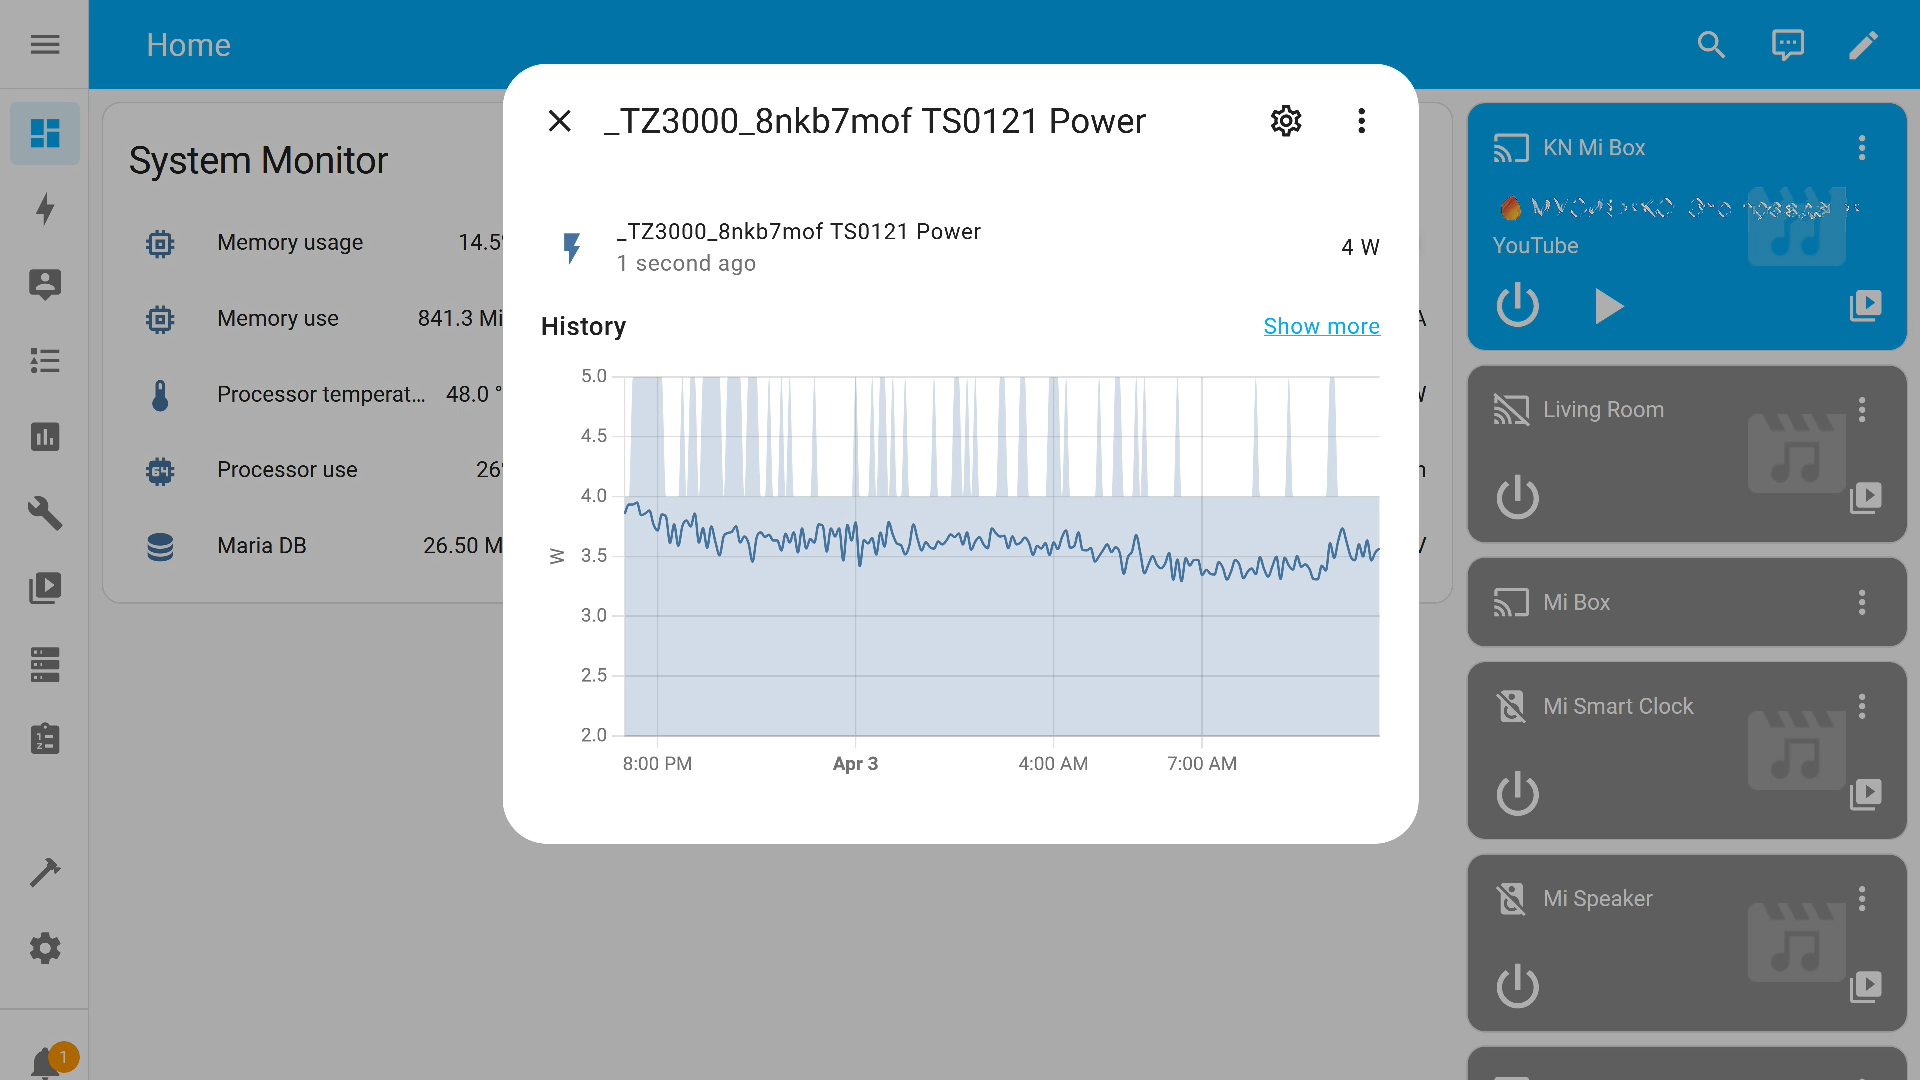 Home
System Monitor
Memory usage 14.5
Memory use 841.3 Mi
Processor temperat... 48.0 °
Processor use 26
Maria DB 26.50 M
1
_TZ3000_8nkb7mof TS0121 Power
_TZ3000_8nkb7mof TS0121 Power
1 second ago
4 W
History
Show more
5.0
4.5
4.0
3.5
3.0
2.5
2.0
W
8:00 PM
Apr 3
4:00 AM
7:00 AM
KN Mi Box
YouTube
Living Room
Mi Box
Mi Smart Clock
Mi Speaker